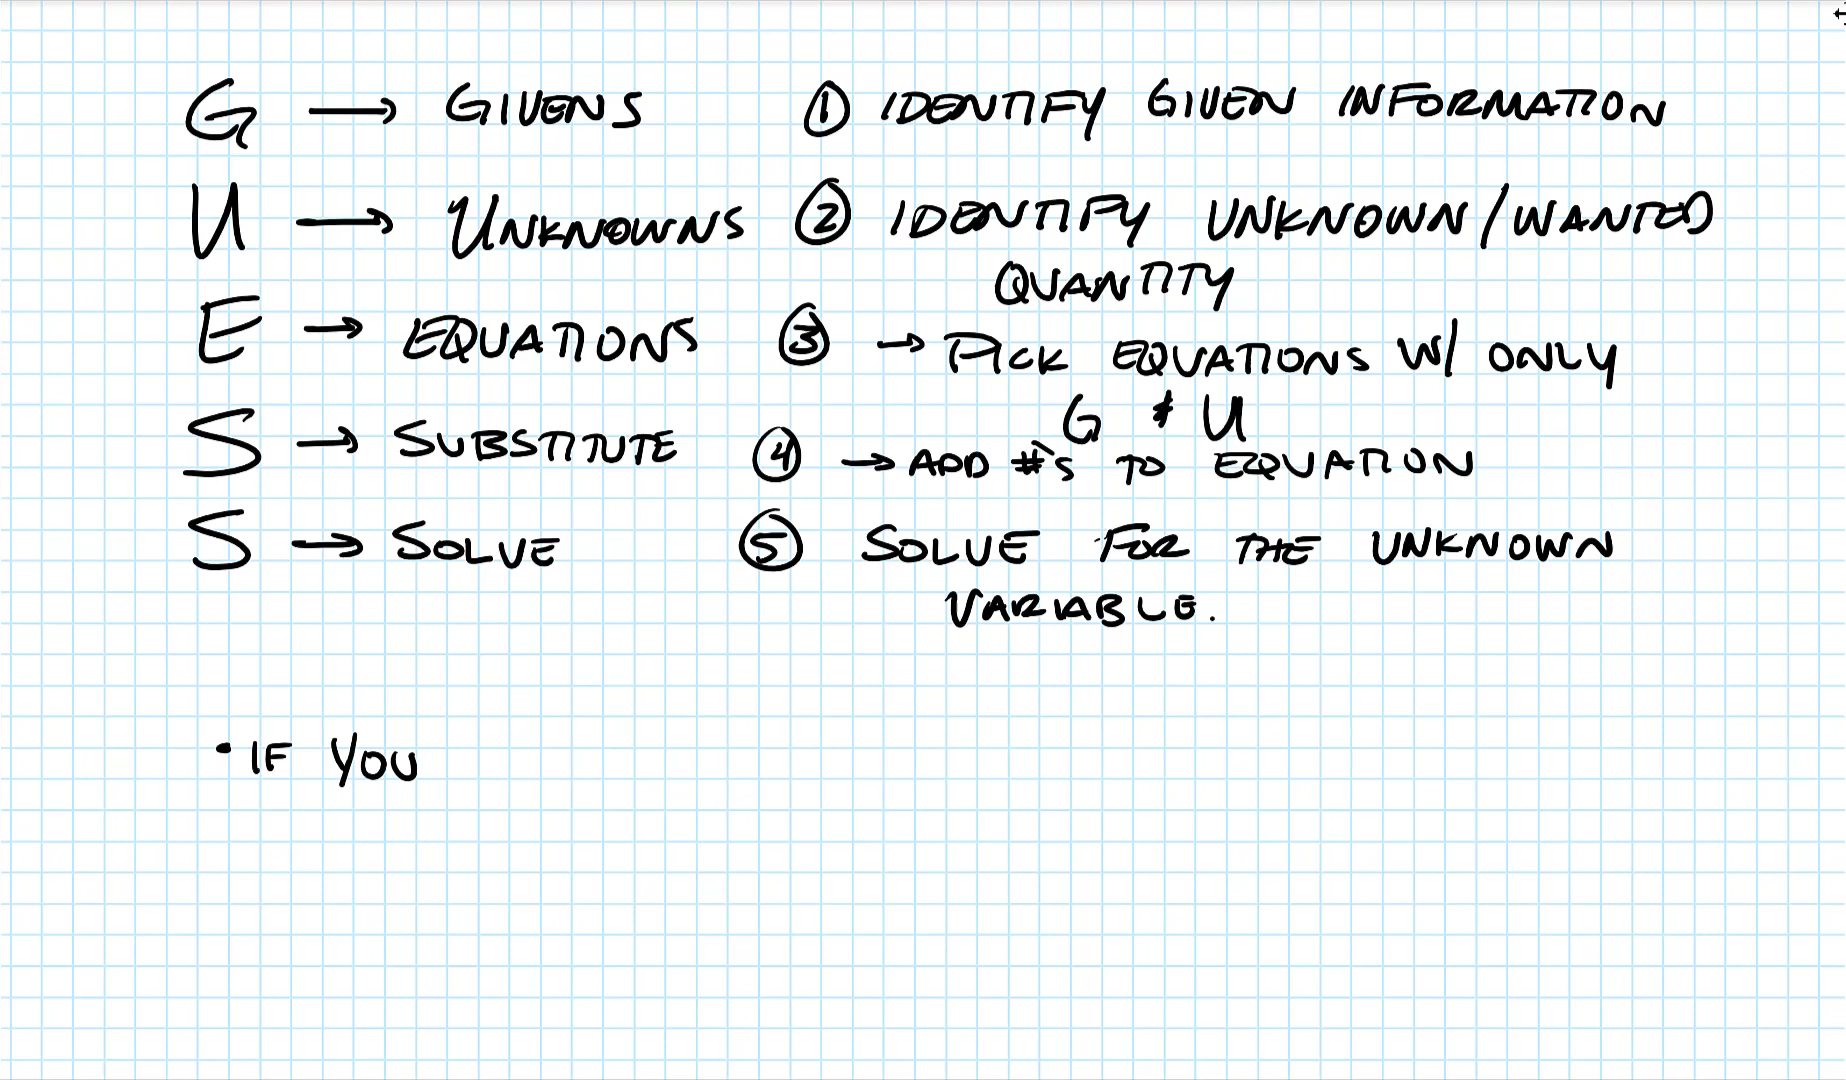 G → GIVENS ① IDENTIFY GIVEN INFORMATION
U → UNKNOWNS ② IDENTIFY UNKNOWN/WANTED
QUANTITY
E → EQUATIONS ③ → PICK EQUATIONS W/ ONLY
G & U
S → SUBSTITUTE ④ → ADD #'S TO EQUATION
S → SOLVE ⑤ SOLVE FOR THE UNKNOWN
VARIABLE.
• IF YOU